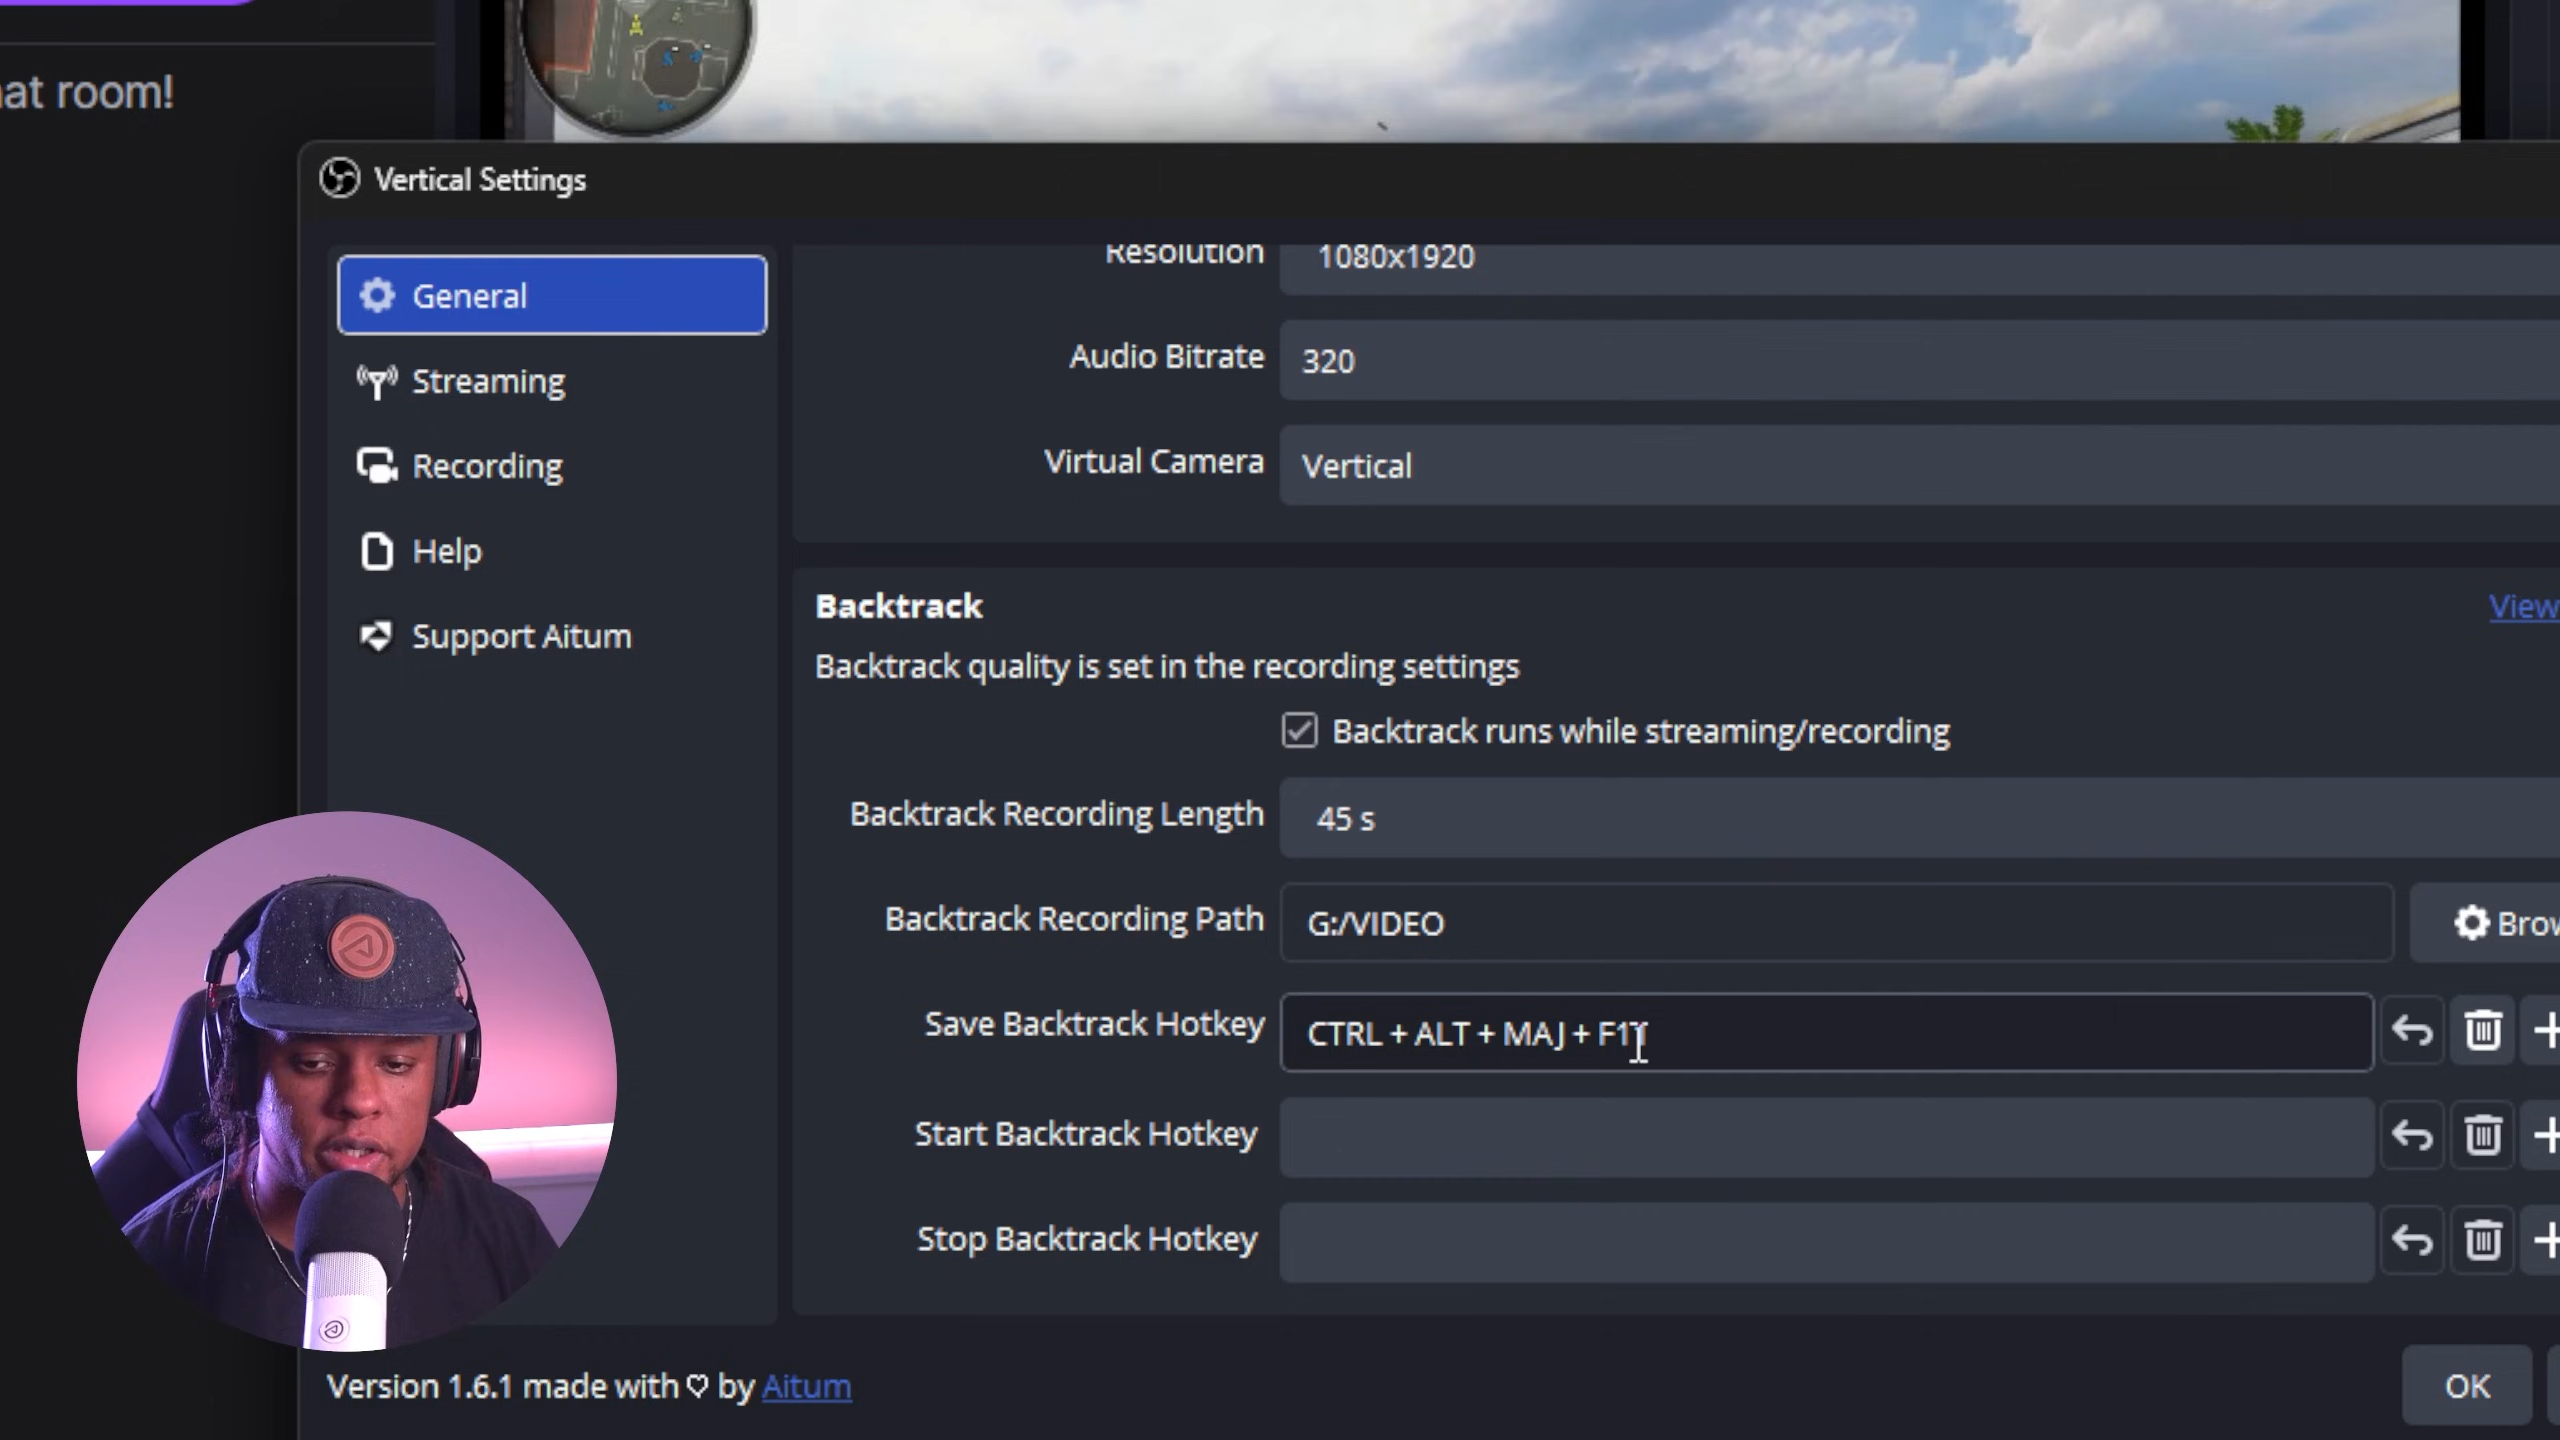 room!
Vertical Settings
General
Streaming
Recording
Help
Support Aitum
Resolution 1080x1920
Audio Bitrate 320
Virtual Camera Vertical
Backtrack
View
Backtrack quality is set in the recording settings
Backtrack runs while streaming/recording
Backtrack Recording Length 45 s
Backtrack Recording Path G:/VIDEO
Save Backtrack Hotkey CTRL + ALT + MAJ +
Start Backtrack Hotkey
Stop Backtrack Hotkey
Version 1.6.1 made with ♡ by Aitum
OK